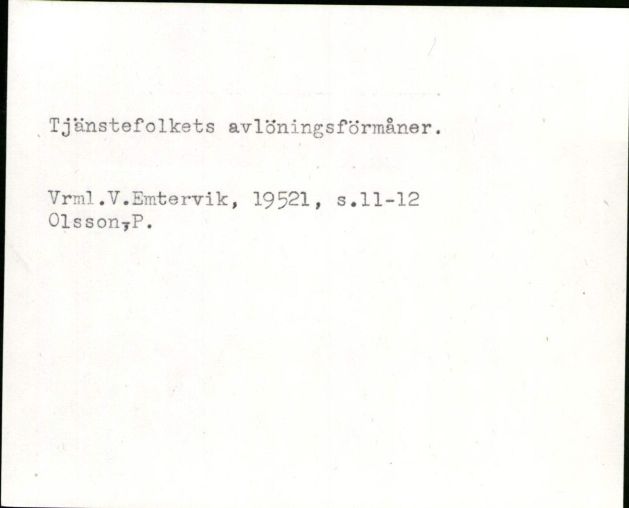 Tjänstefolkets avlöningsförmåner.
Vrml.V.Emtervik, 19521, s.11-12
Olsson,P.